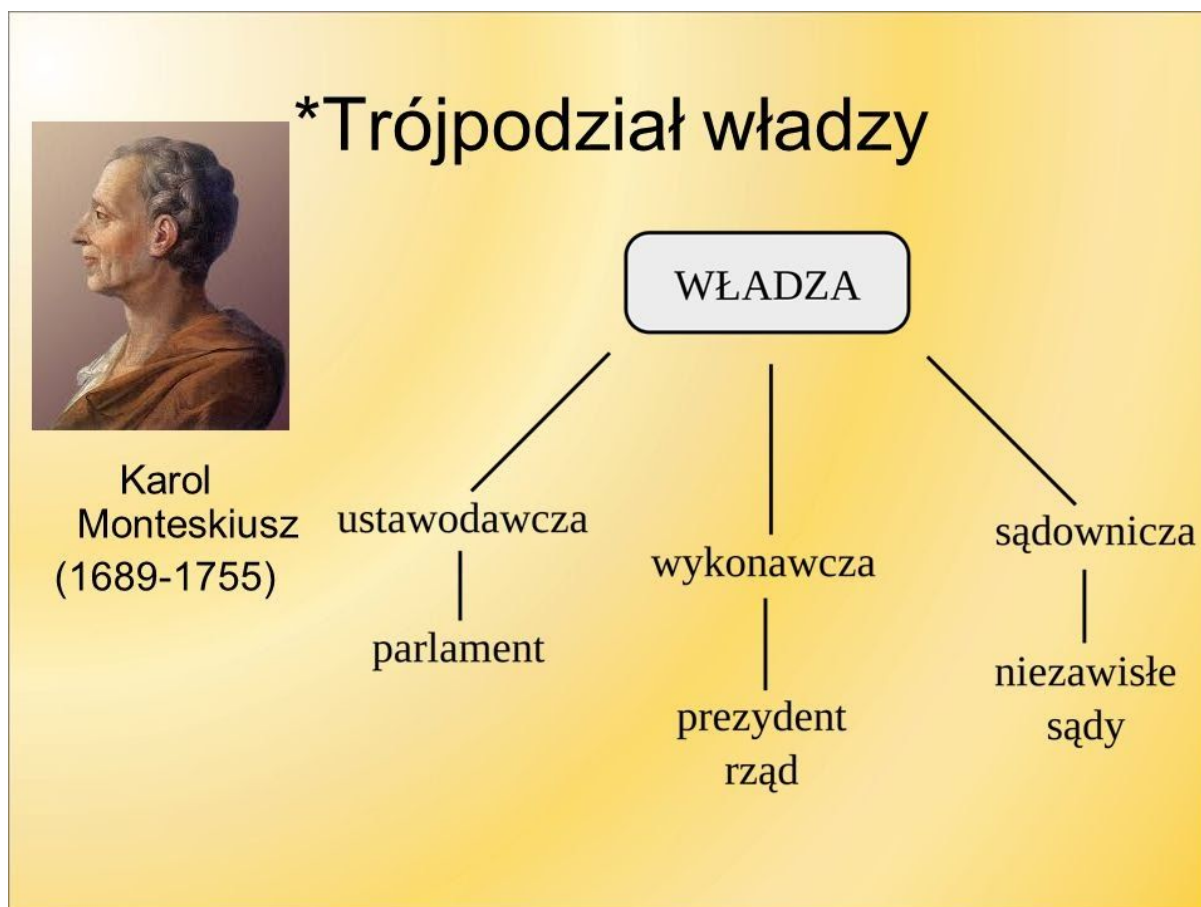 *Trójpodział władzy
WŁADZA
Karol
Monteskiusz
(1689-1755)
ustawodawcza
parlament
wykonawcza
prezydent
rząd
sądownicza
niezawisłe
sądy